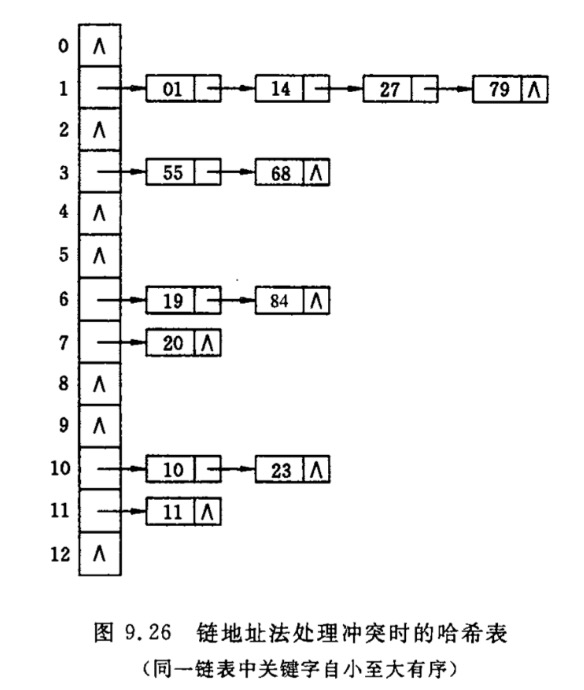 0 Λ
1 01 14 27 79 Λ
2 Λ
3 55 68 Λ
4 Λ
5 Λ
6 19 84 Λ
7 20 Λ
8 Λ
9 Λ
10 10 23 Λ
11 11 Λ
12 Λ
图 9.26 链地址法处理冲突时的哈希表
（同一链表中关键字自小至大有序）